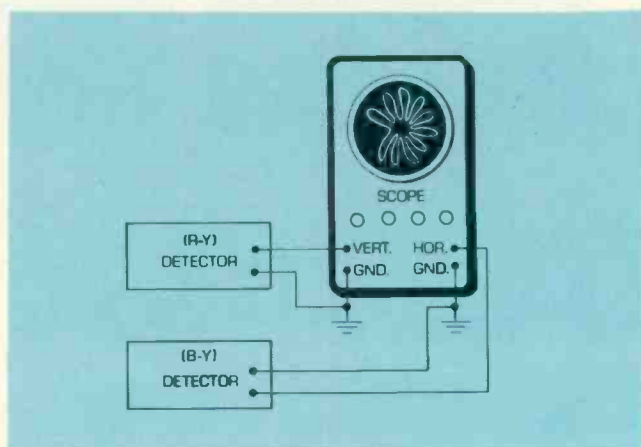 SCOPE
VERT. HOR.
GND. GND.
(R-Y)
DETECTOR
(B-Y)
DETECTOR